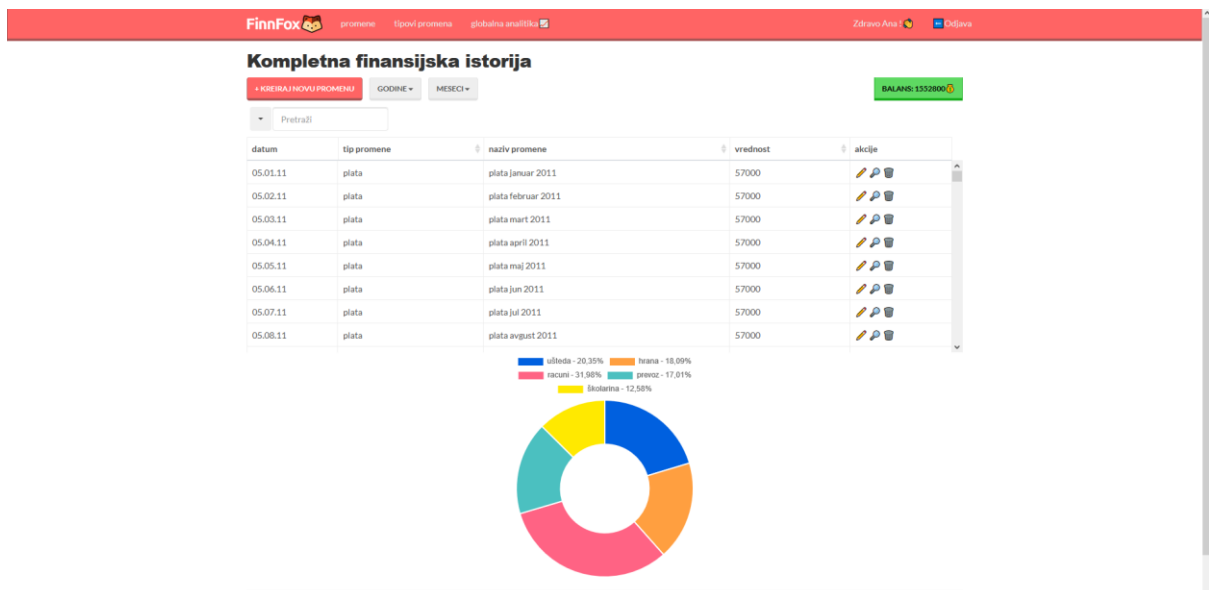 FinnFox promene tipovi promena globalna analitika Zdravo Ana! Odjava
Kompletna finansijska istorija
+ KREIRAJ NOVU PROMENU GODINE MESECI BALANS: 1552800
Pretraži
datum tip promene naziv promene vrednost akcije
05.01.11 plata plata januar 2011 57000
05.02.11 plata plata februar 2011 57000
05.03.11 plata plata mart 2011 57000
05.04.11 plata plata april 2011 57000
05.05.11 plata plata maj 2011 57000
05.06.11 plata plata jun 2011 57000
05.07.11 plata plata jul 2011 57000
05.08.11 plata plata avgust 2011 57000
ušteda - 20,35% hrana - 18,09%
racuni - 31,98% prevoz - 17,01%
školarina - 12,58%